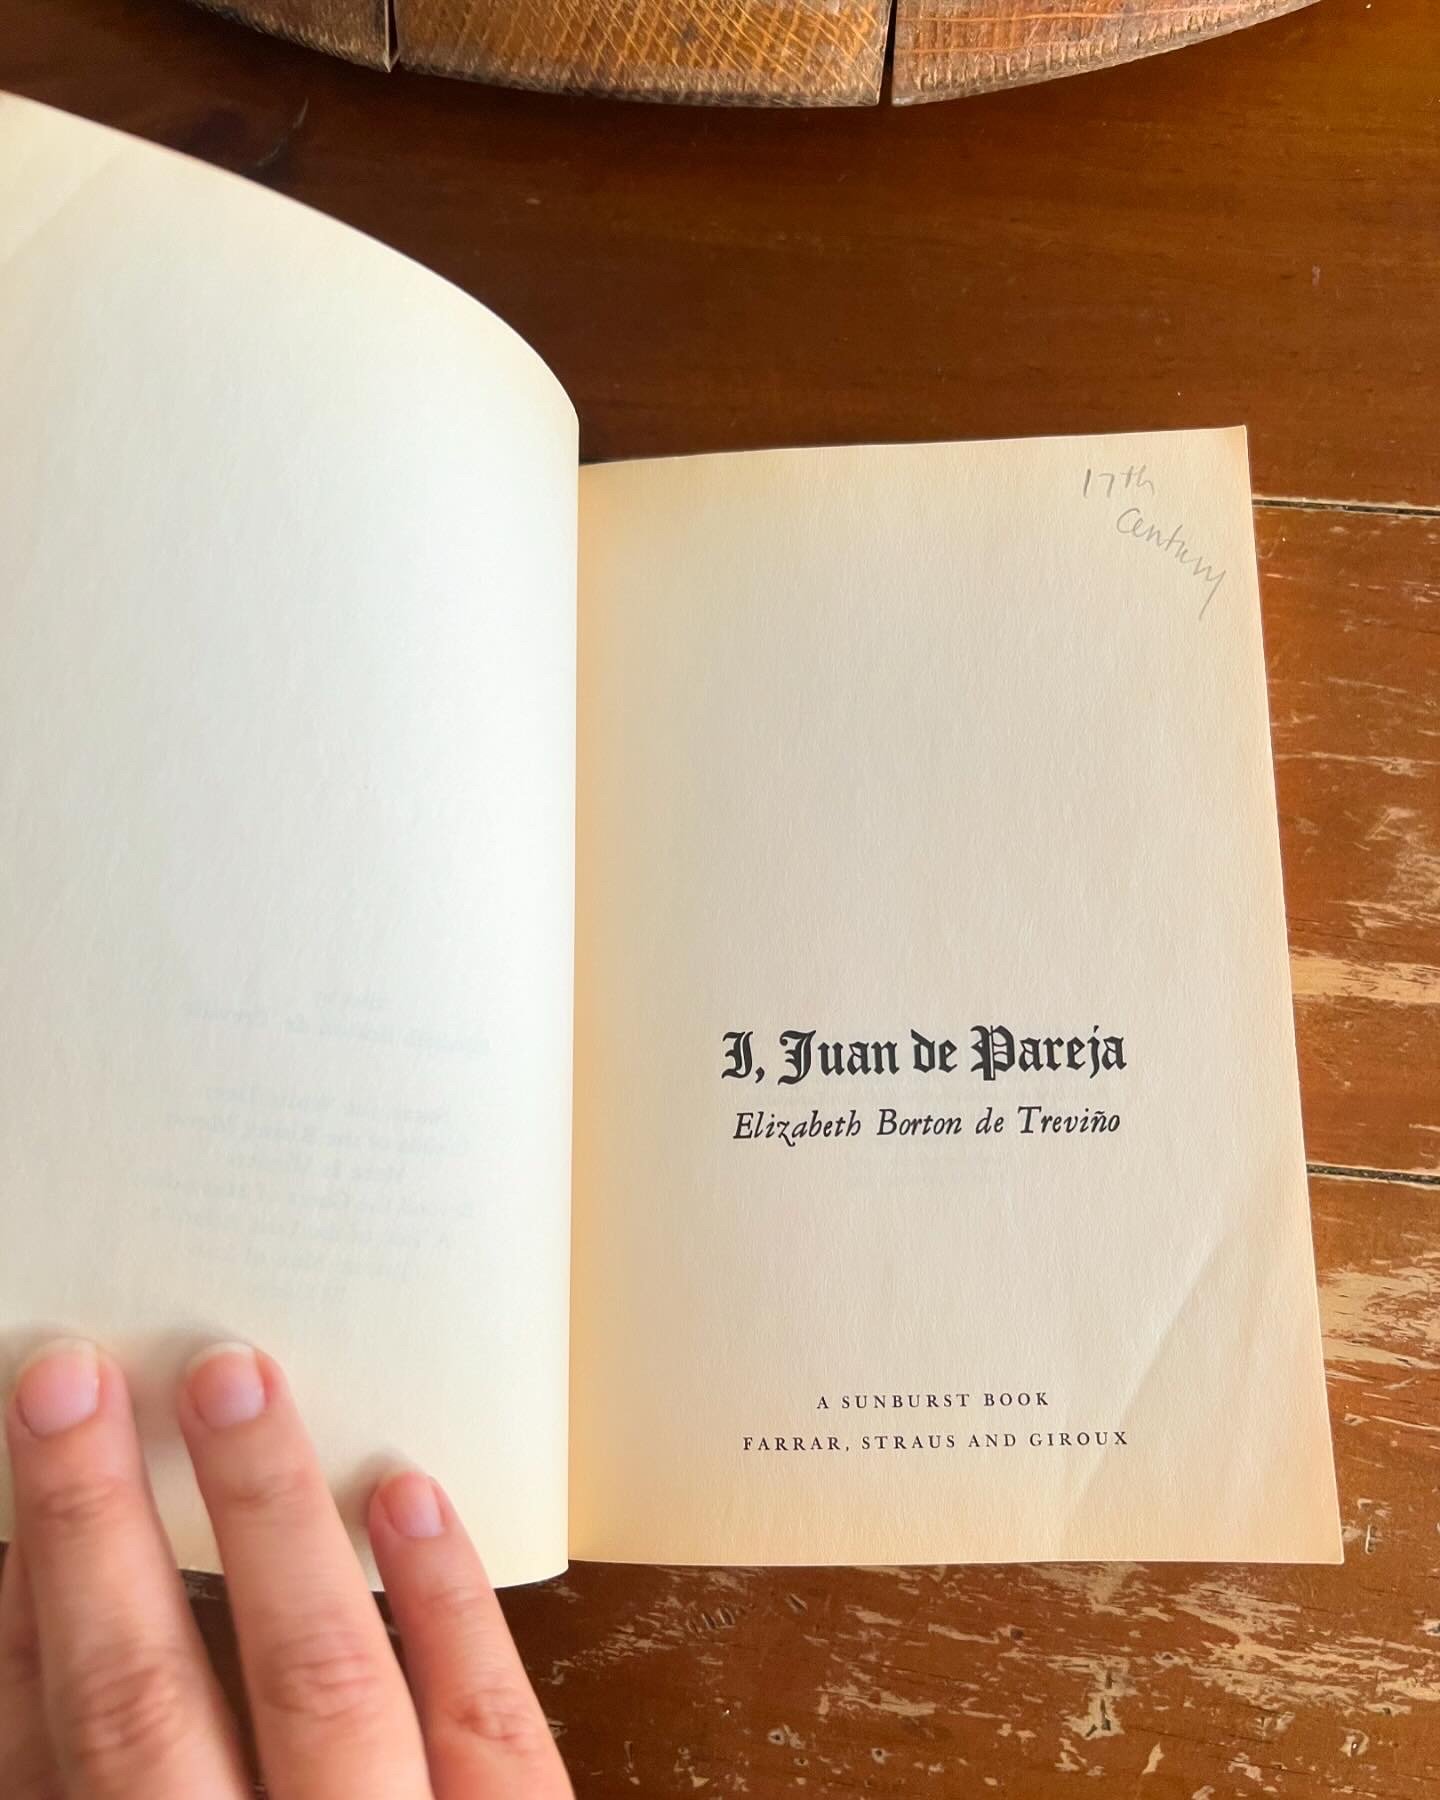 17th
Century
I, Juan de Pareja
Elizabeth Borton de Treviño
A SUNBURST BOOK
FARRAR, STRAUS AND GIROUX